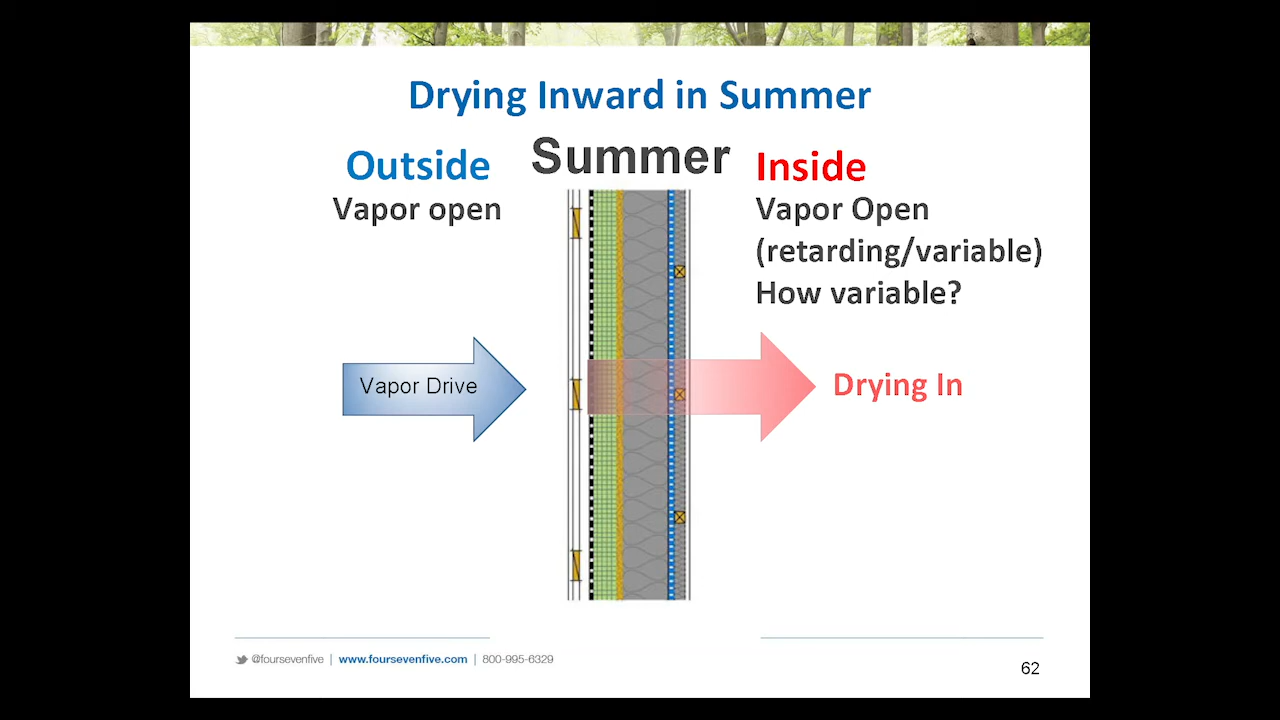 Drying Inward in Summer
Outside
Summer
Inside
Vapor open
Vapor Open
(retarding/variable)
How variable?
Vapor Drive
Drying In
@foursevenfive | www.foursevenfive.com | 800-995-6329
62